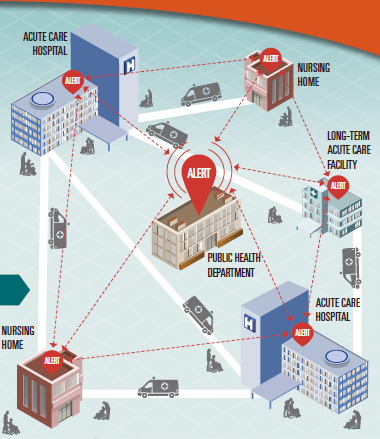 ACUTE CARE
HOSPITAL
H
ALERT
ALERT
NURSING
HOME
LONG-TERM
ACUTE CARE
FACILITY
ALERT
ALERT
PUBLIC HEALTH
DEPARTMENT
ACUTE CARE
HOSPITAL
H
ALERT
NURSING
HOME
ALERT